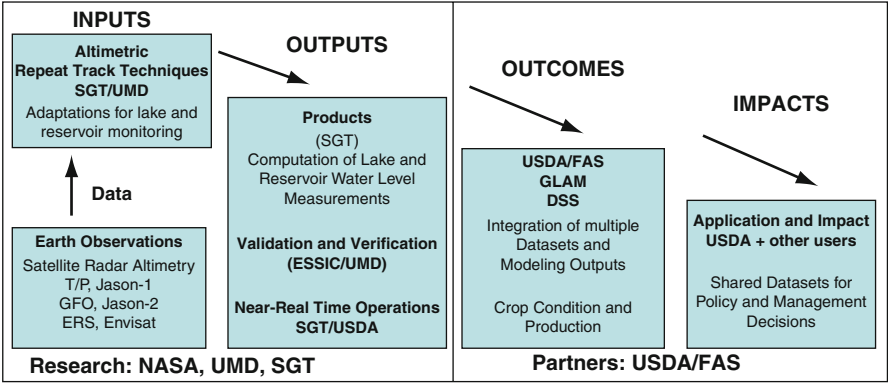 INPUTS
Altimetric
Repeat Track Techniques
SGT/UMD
Adaptations for lake and
reservoir monitoring
Data
Earth Observations
Satellite Radar Altimetry
T/P, Jason-1
GFO, Jason-2
ERS, Envisat
OUTPUTS
Products
(SGT)
Computation of Lake and
Reservoir Water Level
Measurements
Validation and Verification
(ESSIC/UMD)
Near-Real Time Operations
SGT/USDA
Research: NASA, UMD, SGT
OUTCOMES
USDA/FAS
GLAM
DSS
Integration of multiple
Datasets and
Modeling Outputs
Crop Condition and
Production
IMPACTS
Application and Impact
USDA + other users
Shared Datasets for
Policy and Management
Decisions
Partners: USDA/FAS